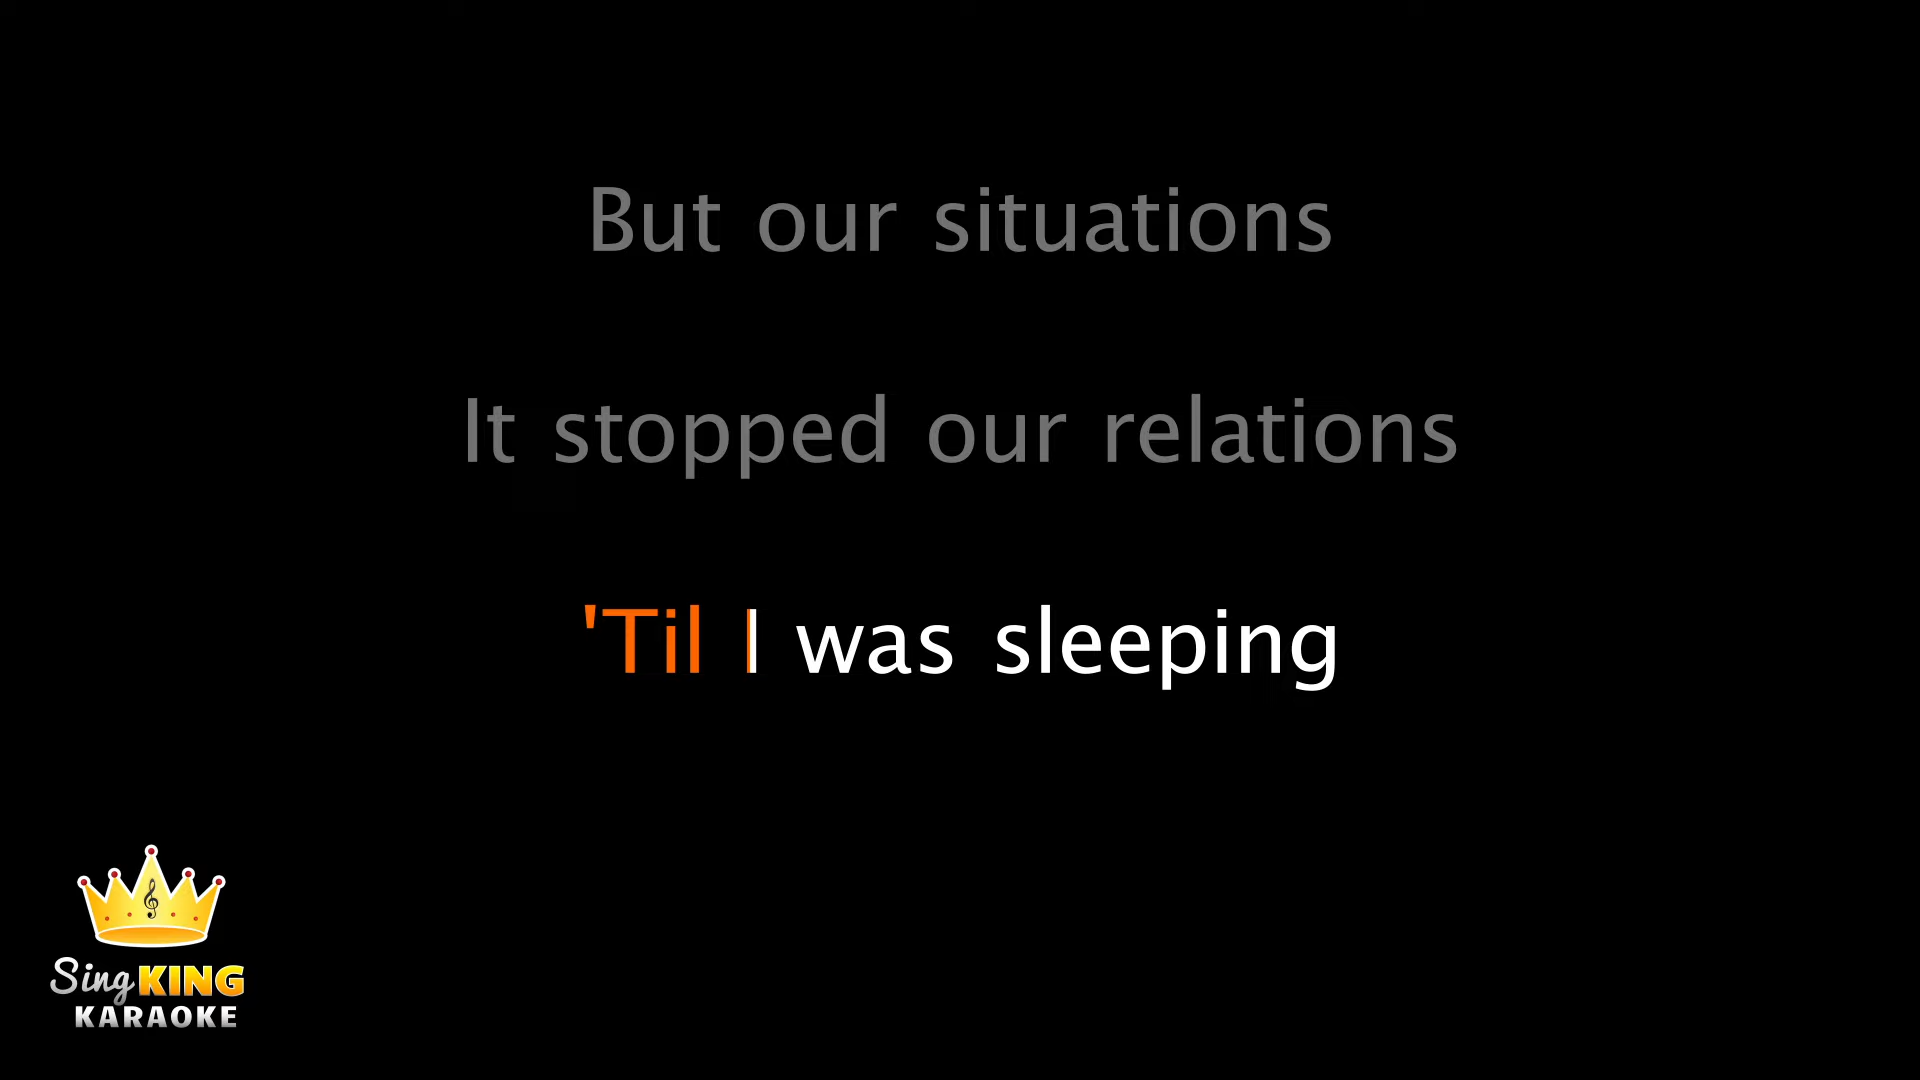 But our situations
It stopped our relations
'Til I was sleeping
Sing KING
KARAOKE